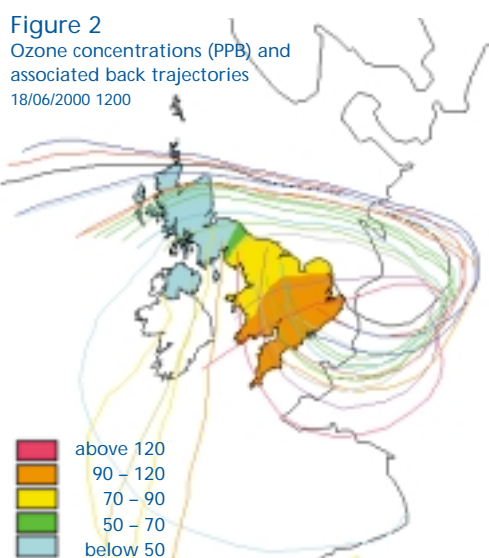 Figure 2
Ozone concentrations (PPB) and
associated back trajectories
18/06/2000 1200
above 120
90 – 120
70 – 90
50 – 70
below 50